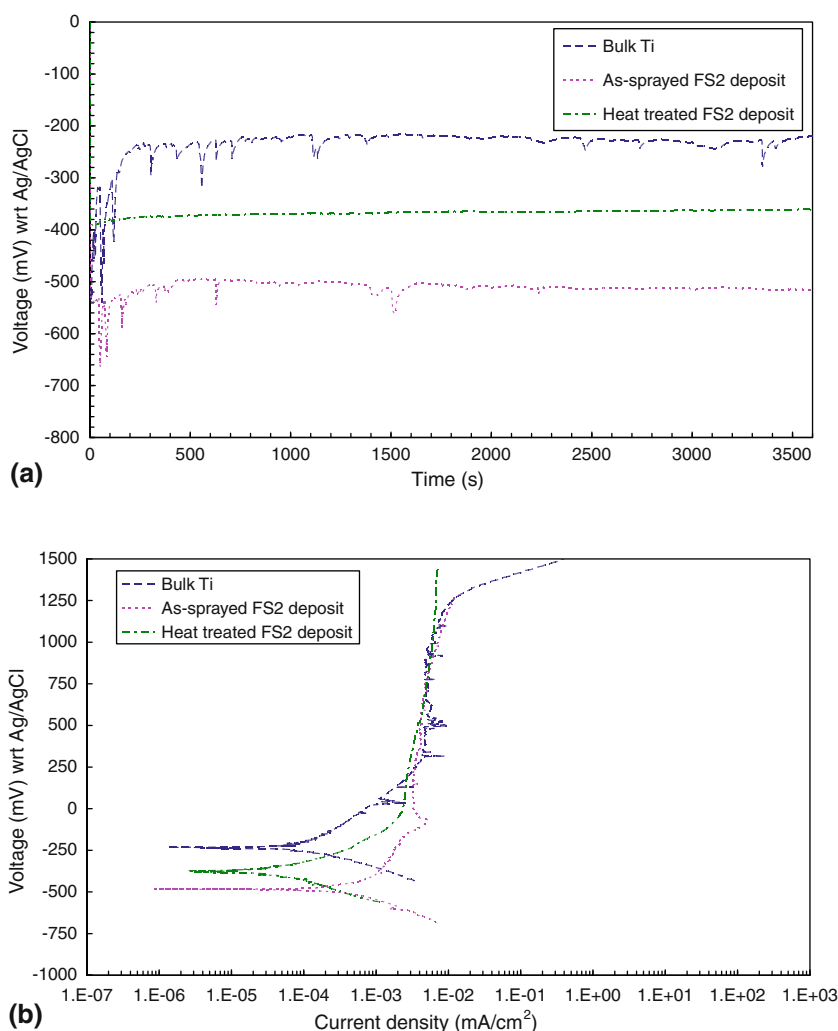 0
-100
-200
-300
-400
-500
-600
-700
-800
Voltage (mV) wrt Ag/AgCl
Bulk Ti
As-sprayed FS2 deposit
Heat treated FS2 deposit
0 500 1000 1500 2000 2500 3000 3500
Time (s)
(a)
1500
1250
1000
750
500
250
0
-250
-500
-750
-1000
Voltage (mV) wrt Ag/AgCl
Bulk Ti
As-sprayed FS2 deposit
Heat treated FS2 deposit
1.E-07 1.E-06 1.E-05 1.E-04 1.E-03 1.E-02 1.E-01 1.E+00 1.E+01 1.E+02 1.E+03
Current density (mA/cm²)
(b)